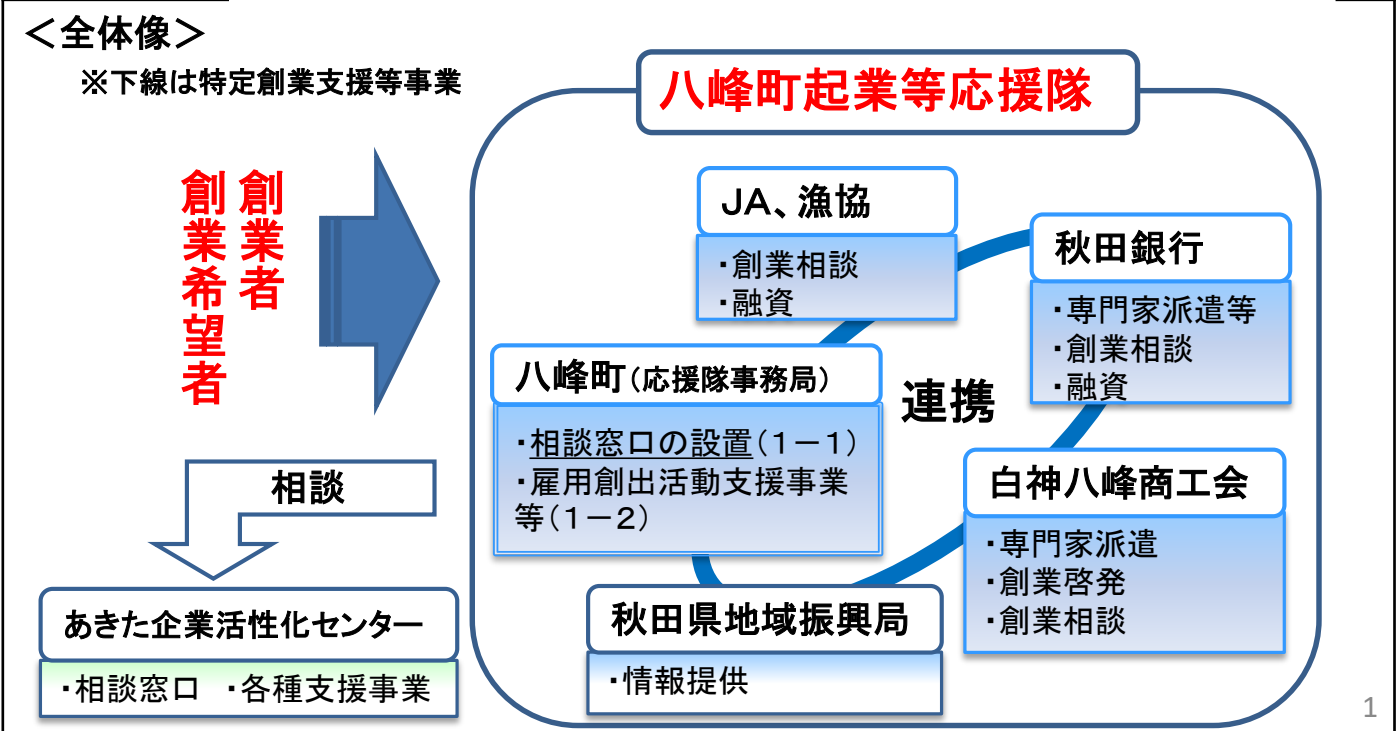 ＜全体像＞
※下線は特定創業支援等事業
八峰町起業等応援隊
創業者
創業希望者
ＪＡ、漁協
・創業相談
・融資
秋田銀行
・専門家派遣等
・創業相談
・融資
八峰町（応援隊事務局）
・相談窓口の設置（１－１）
・雇用創出活動支援事業
等（１－２）
連携
白神八峰商工会
・専門家派遣
・創業啓発
・創業相談
秋田県地域振興局
・情報提供
相談
あきた企業活性化センター
・相談窓口　・各種支援事業
1